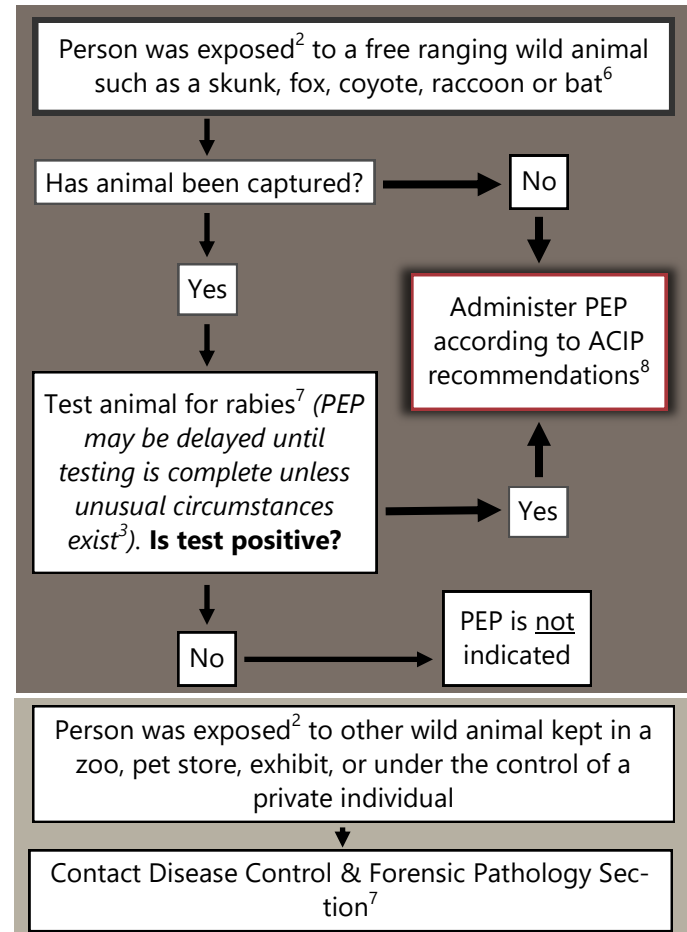 Person was exposed2 to a free ranging wild animal
such as a skunk, fox, coyote, raccoon or bat6
Has animal been captured?
No
Yes
Administer PEP
according to ACIP
recommendations8
Test animal for rabies7 (PEP
may be delayed until
testing is complete unless
unusual circumstances
exist3). Is test positive?
Yes
No
PEP is not
indicated
Person was exposed2 to other wild animal kept in a
zoo, pet store, exhibit, or under the control of a
private individual
Contact Disease Control & Forensic Pathology Sec-
tion7